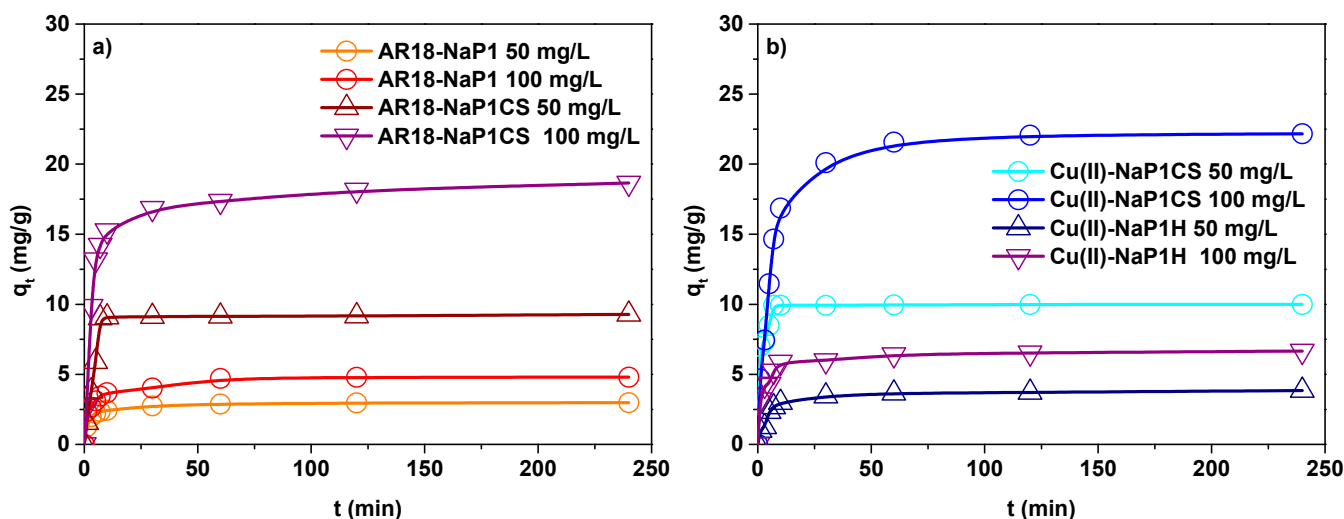 a)
AR18-NaP1 50 mg/L
AR18-NaP1 100 mg/L
AR18-NaP1CS 50 mg/L
AR18-NaP1CS  100 mg/L
30
25
20
15
10
5
0
qt (mg/g)
0 50 100 150 200 250
t (min)
b)
Cu(II)-NaP1CS 50 mg/L
Cu(II)-NaP1CS 100 mg/L
Cu(II)-NaP1H 50 mg/L
Cu(II)-NaP1H  100 mg/L
30
25
20
15
10
5
0
qt (mg/g)
0 50 100 150 200 250
t (min)